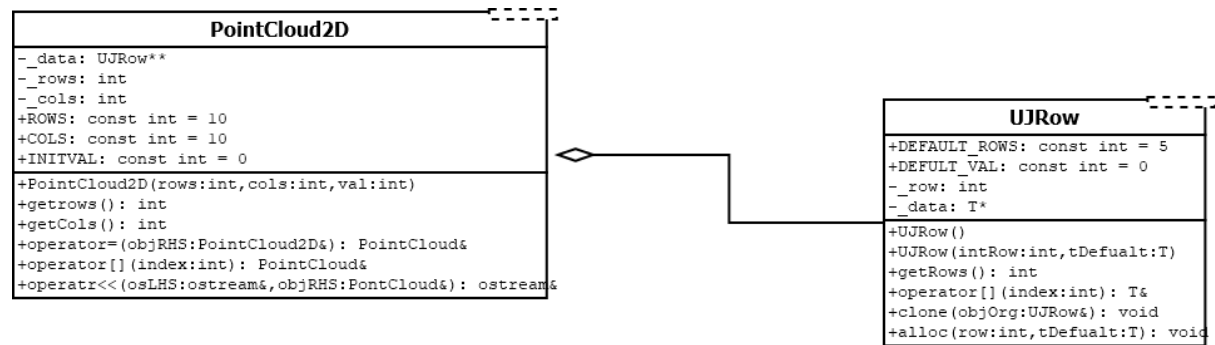 PointCloud2D
-_data: UJRow**
-_rows: int
-_cols: int
+ROWS: const int = 10
+COLS: const int = 10
+INITVAL: const int = 0
+PointCloud2D(rows:int,cols:int,val:int)
+getrows(): int
+getCols(): int
+operator=(objRHS:PointCloud2D&): PointCloud&
+operator[](index:int): PointCloud&
+operatr<<(osLHS:ostream&,objRHS:PontCloud&): ostream&
UJRow
+DEFAULT_ROWS: const int = 5
+DEFULT_VAL: const int = 0
-_row: int
-_data: T*
+UJRow()
+UJRow(intRow:int,tDefualt:T)
+getRows(): int
+operator[](index:int): T&
+clone(objOrg:UJRow&): void
+alloc(row:int,tDefualt:T): void